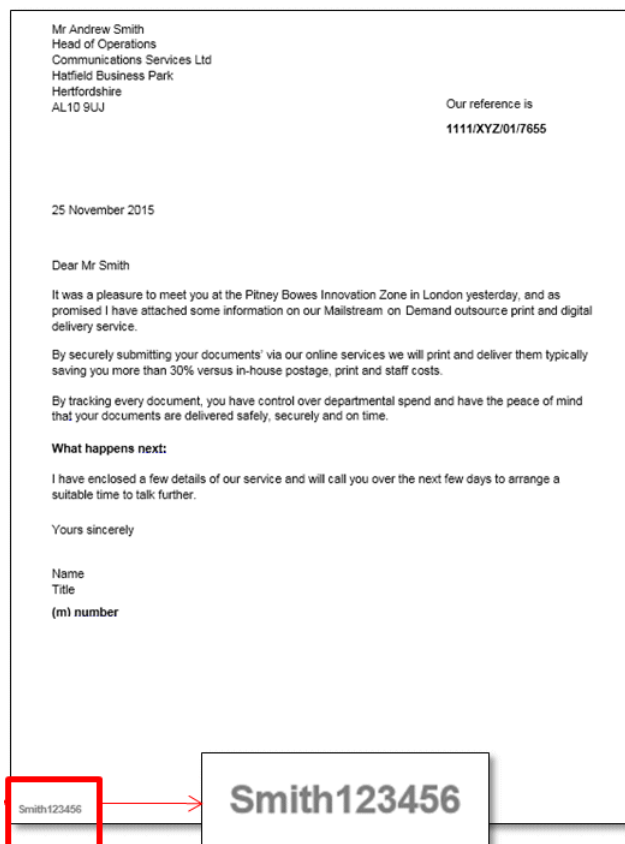 Mr Andrew Smith
Head of Operations
Communications Services Ltd
Hatfield Business Park
Hertfordshire
AL10 9UJ
Our reference is
1111/XYZ/01/7655
25 November 2015
Dear Mr Smith
It was a pleasure to meet you at the Pitney Bowes Innovation Zone in London yesterday, and as
promised I have attached some information on our Mailstream on Demand outsource print and digital
delivery service.
By securely submitting your documents' via our online services we will print and deliver them typically
saving you more than 30% versus in-house postage, print and staff costs.
By tracking every document, you have control over departmental spend and have the peace of mind
that your documents are delivered safely, securely and on time.
What happens next:
I have enclosed a few details of our service and will call you over the next few days to arrange a
suitable time to talk further.
Yours sincerely
Name
Title
(m) number
Smith123456
Smith123456